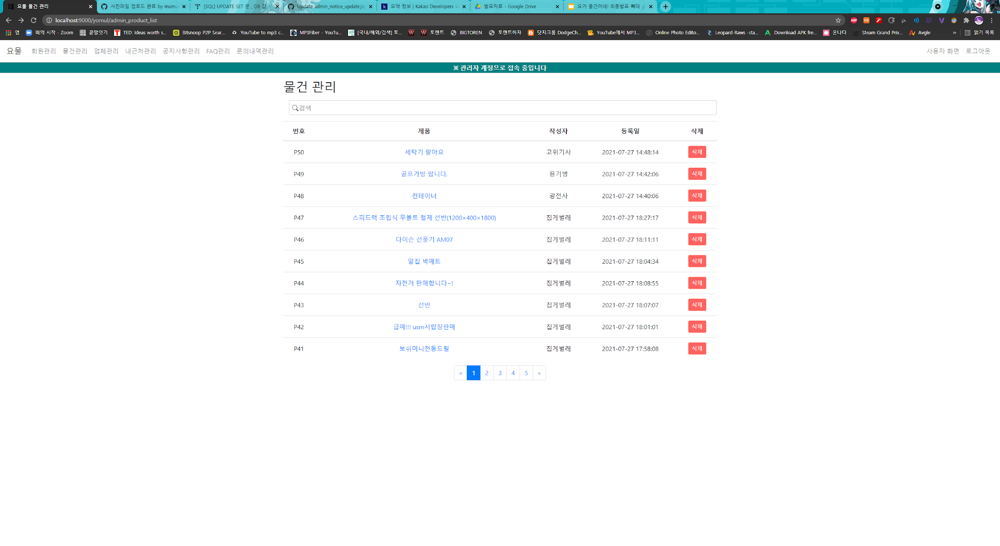 요물 물건 관리
사진파일 업로드 완료 by mumu
[SQL] UPDATE SET 문 , DB 값
Update admin_notice_update.jsp
요약 정보 | Kakao Developers
발표자료 - Google Drive
요거 물건이네! 최종발표 뼈대 .p
localhost:9000/yomul/admin_product_list
앱 회의 시작 - Zoom 끝말잇기 TED: Ideas worth s... Bitsnoop P2P Sear... YouTube to mp3 c... MP3Fiber - YouTu... [국내/해외/검색] 토... 토렌트 BIGTOREN 토렌트하자 닷지크롬 DodgeCh... YouTube에서 MP3... Online Photo Edito... Leopard-Raws -sta... Download APK fre... 온나다 Steam Grand Prix... Avgle » 읽기 목록
요물 회원관리 물건관리 업체관리 내근처관리 공지사항관리 FAQ관리 문의내역관리 사용자 화면 로그아웃
※ 관리자 계정으로 접속 중입니다
물건 관리
검색
번호 제품 작성자 등록일 삭제
P50 세탁기 팔아요 고위기사 2021-07-27 14:48:14 삭제
P49 골프가방 팝니다. 용기병 2021-07-27 14:42:06 삭제
P48 컨테이너 광전사 2021-07-27 14:40:06 삭제
P47 스피드랙 조립식 무볼트 철제 선반(1200×400×1800) 집게벌레 2021-07-27 18:27:17 삭제
P46 다이슨 선풍기 AM07 집게벌레 2021-07-27 18:11:11 삭제
P45 알집 벽매트 집게벌레 2021-07-27 18:04:34 삭제
P44 자전거 판매합니다~! 집게벌레 2021-07-27 18:08:55 삭제
P43 선반 집게벌레 2021-07-27 18:07:07 삭제
P42 급매!!! usm서랍장판매 집게벌레 2021-07-27 18:01:01 삭제
P41 보쉬미니전동드릴 집게벌레 2021-07-27 17:58:08 삭제
« 1 2 3 4 5 »